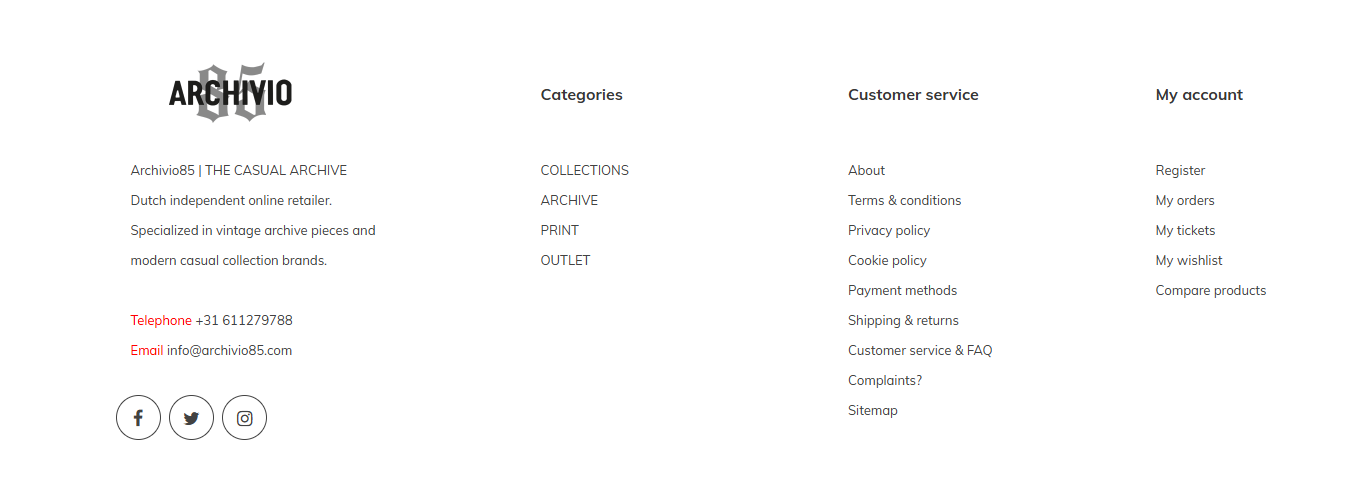 ARCHIVIO
85
Archivio85 | THE CASUAL ARCHIVE
Dutch independent online retailer.
Specialized in vintage archive pieces and
modern casual collection brands.
Telephone +31 611279788
Email info@archivio85.com
Categories
COLLECTIONS
ARCHIVE
PRINT
OUTLET
Customer service
About
Terms & conditions
Privacy policy
Cookie policy
Payment methods
Shipping & returns
Customer service & FAQ
Complaints?
Sitemap
My account
Register
My orders
My tickets
My wishlist
Compare products